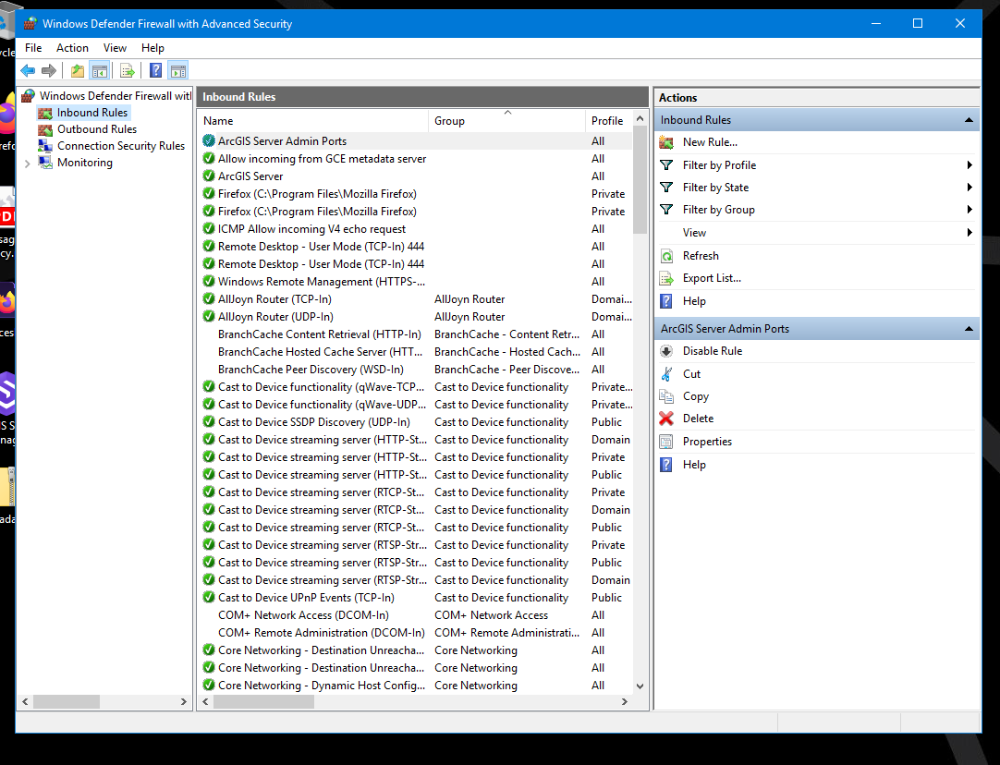 Windows Defender Firewall with Advanced Security
File Action View Help
Windows Defender Firewall witl
Inbound Rules
Outbound Rules
Connection Security Rules
Monitoring
Inbound Rules
Name Group Profile
ArcGIS Server Admin Ports All
Allow incoming from GCE metadata server All
ArcGIS Server All
Firefox (C:\Program Files\Mozilla Firefox) Private
Firefox (C:\Program Files\Mozilla Firefox) Private
ICMP Allow incoming V4 echo request All
Remote Desktop - User Mode (TCP-In) 444 All
Remote Desktop - User Mode (TCP-In) 444 All
Windows Remote Management (HTTPS-... All
AllJoyn Router (TCP-In) AllJoyn Router Domai...
AllJoyn Router (UDP-In) AllJoyn Router Domai...
BranchCache Content Retrieval (HTTP-In) BranchCache - Content Retr... All
BranchCache Hosted Cache Server (HTT... BranchCache - Hosted Cach... All
BranchCache Peer Discovery (WSD-In) BranchCache - Peer Discove... All
Cast to Device functionality (qWave-TCP... Cast to Device functionality Private...
Cast to Device functionality (qWave-UDP... Cast to Device functionality Private...
Cast to Device SSDP Discovery (UDP-In) Cast to Device functionality Public
Cast to Device streaming server (HTTP-St... Cast to Device functionality Domain
Cast to Device streaming server (HTTP-St... Cast to Device functionality Private
Cast to Device streaming server (HTTP-St... Cast to Device functionality Public
Cast to Device streaming server (RTCP-St... Cast to Device functionality Private
Cast to Device streaming server (RTCP-St... Cast to Device functionality Domain
Cast to Device streaming server (RTCP-St... Cast to Device functionality Public
Cast to Device streaming server (RTSP-Str... Cast to Device functionality Private
Cast to Device streaming server (RTSP-Str... Cast to Device functionality Public
Cast to Device streaming server (RTSP-Str... Cast to Device functionality Domain
Cast to Device UPnP Events (TCP-In) Cast to Device functionality Public
COM+ Network Access (DCOM-In) COM+ Network Access All
COM+ Remote Administration (DCOM-In) COM+ Remote Administrati... All
Core Networking - Destination Unreacha... Core Networking All
Core Networking - Destination Unreacha... Core Networking All
Core Networking - Dynamic Host Config... Core Networking All
Actions
Inbound Rules
New Rule...
Filter by Profile
Filter by State
Filter by Group
View
Refresh
Export List...
Help
ArcGIS Server Admin Ports
Disable Rule
Cut
Copy
Delete
Properties
Help